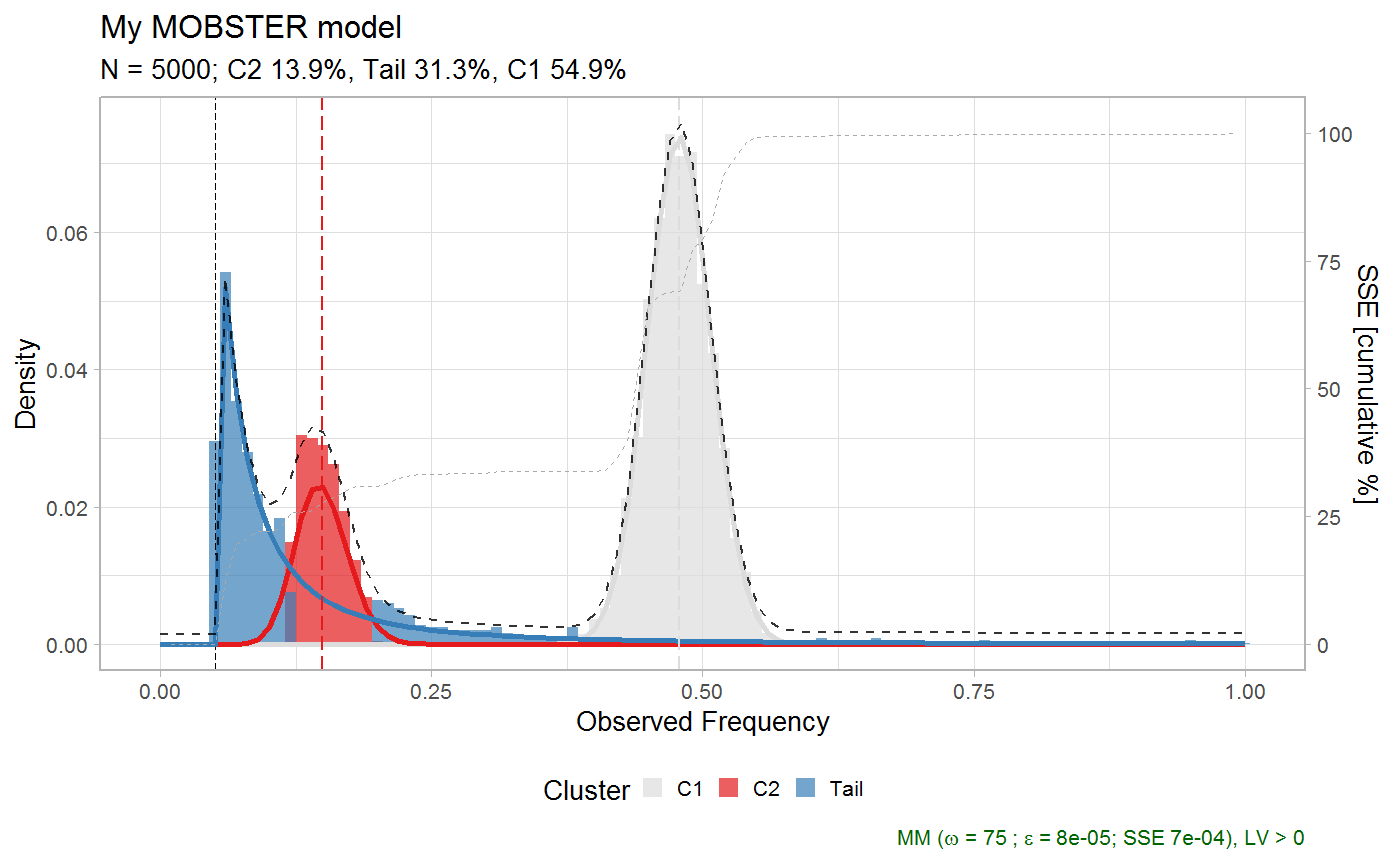 My MOBSTER model
N = 5000; C2 13.9%, Tail 31.3%, C1 54.9%
Density
0.06
0.04
0.02
0.00
100
75
50
25
0
SSE [cumulative %]
0.00 0.25 0.50 0.75 1.00
Observed Frequency
Cluster C1 C2 Tail
MM (ω = 75 ; ε = 8e-05; SSE 7e-04), LV > 0